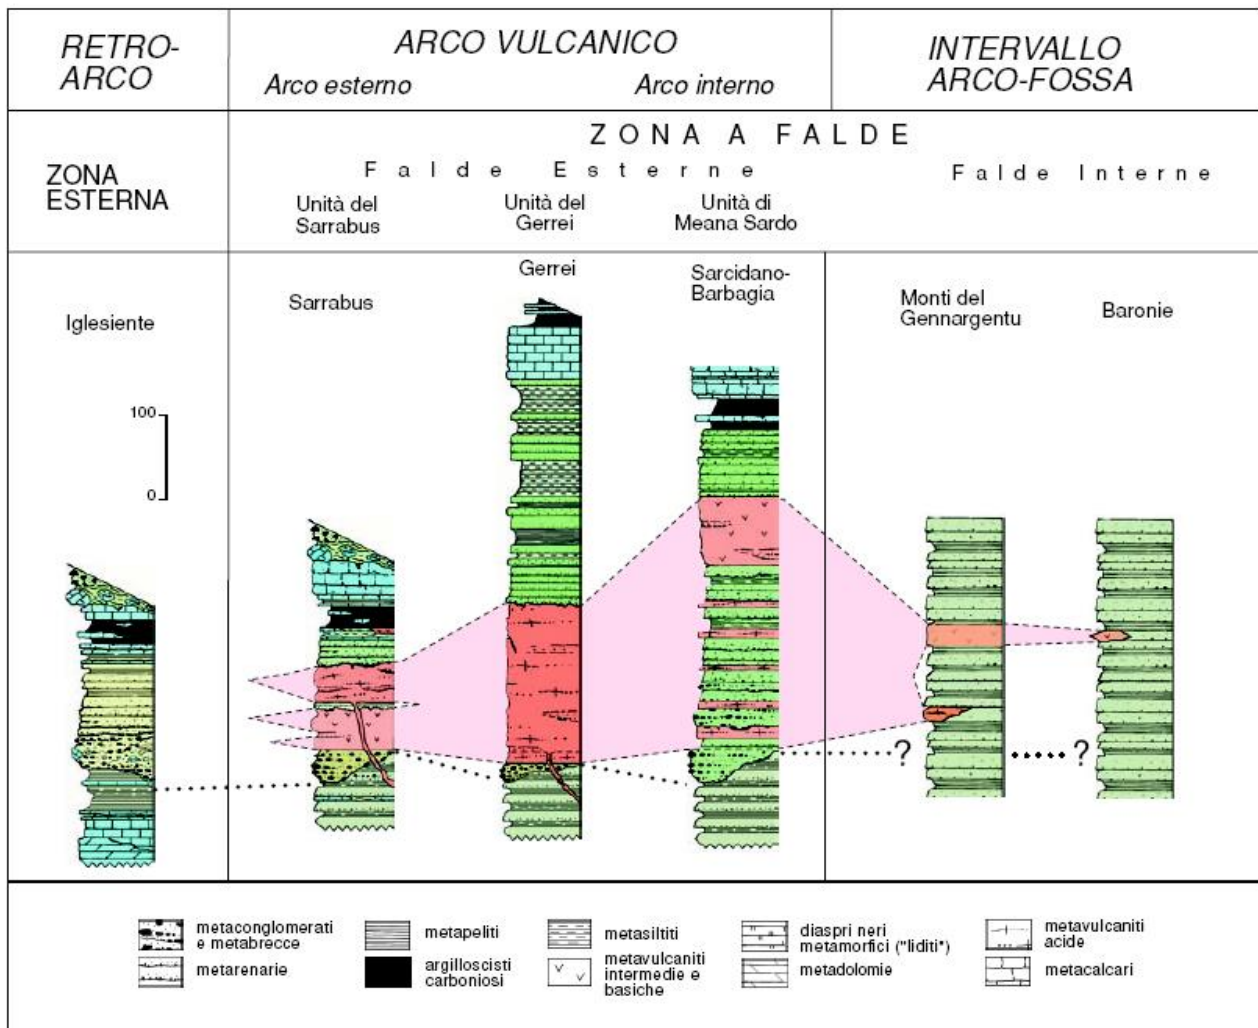 RETRO-
ARCO
ARCO VULCANICO
Arco esterno
Arco interno
INTERVALLO
ARCO-FOSSA
ZONA
ESTERNA
ZONA A FALDE
Falde Esterne
Falde Interne
Unità del
Sarrabus
Unità del
Gerrei
Unità di
Meana Sardo
Iglesiente
Sarrabus
Gerrei
Sarcidano-
Barbagia
Monti del
Gennargentu
Baronie
100
0
?
?
metaconglomerati
e metabrecce
metapeliti
metasiltiti
diaspri neri
metamorfici ("liditi")
metavulcaniti
acide
metarenarie
argilloscisti
carboniosi
metavulcaniti
intermedie e
basiche
metadolomie
metacalcari